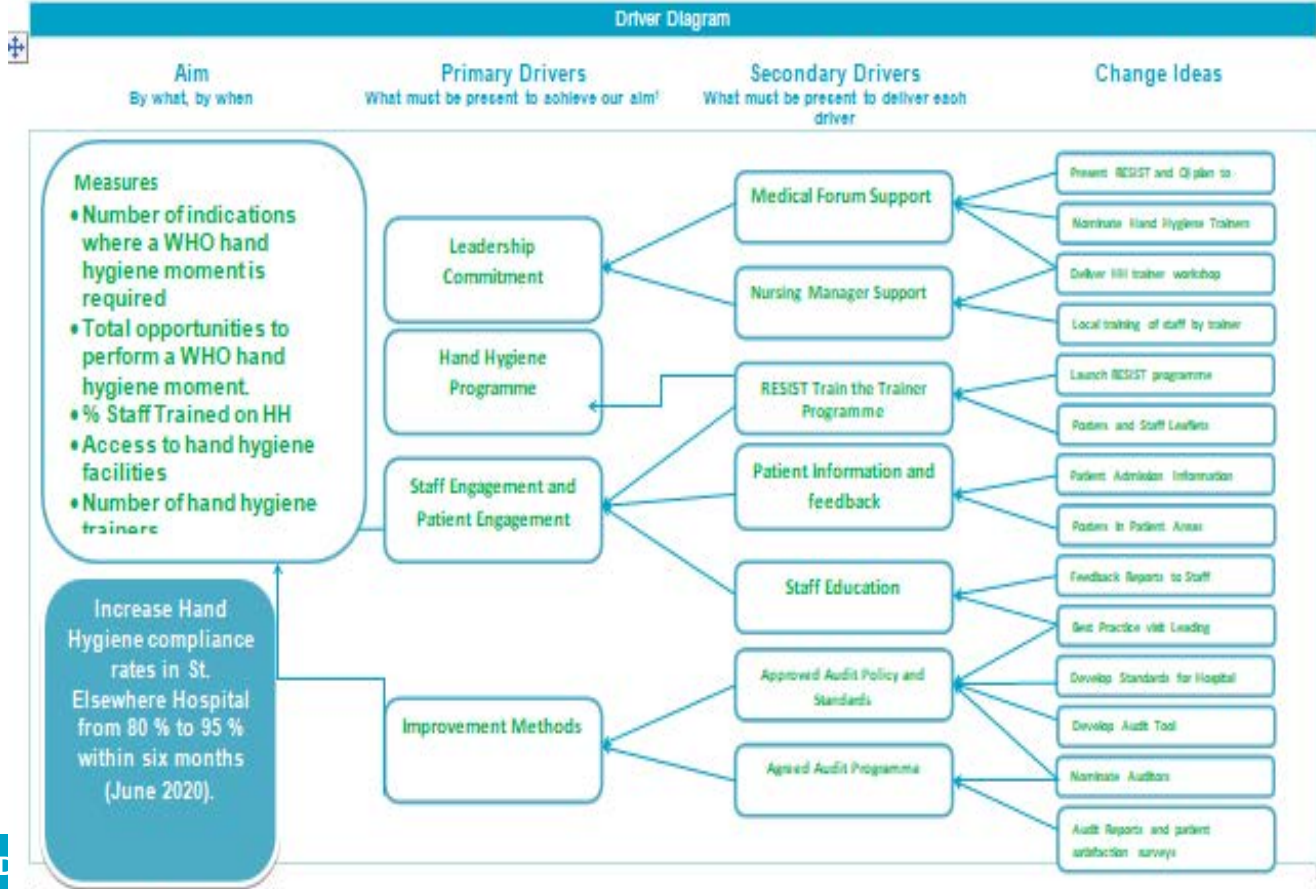 Driver Diagram
Aim
By what, by when
Primary Drivers
What must be present to achieve our aim?
Secondary Drivers
What must be present to deliver each
driver
Change Ideas
Measures
•Number of indications
where a WHO hand
hygiene moment is
required
•Total opportunities to
perform a WHO hand
hygiene moment.
•% Staff Trained on HH
•Access to hand hygiene
facilities
•Number of hand hygiene
trainers
Increase Hand
Hygiene compliance
rates in St.
Elsewhere Hospital
from 80 % to 95 %
within six months
(June 2020).
Leadership
Commitment
Hand Hygiene
Programme
Staff Engagement and
Patient Engagement
Improvement Methods
Medical Forum Support
Nursing Manager Support
RESIST Train the Trainer
Programme
Patient Information and
feedback
Staff Education
Approved Audit Policy and
Standards
Agreed Audit Programme
Present RESIST and QI plan to
Nominate Hand Hygiene Trainers
Deliver HH trainer workshop
Local training of staff by trainer
Launch RESIST programme
Posters and Staff Leaflets
Patient Admission Information
Posters in Patient Areas
Feedback Reports to Staff
Best Practice visit Leading
Develop Standards for Hospital
Develop Audit Tool
Nominate Auditors
Audit Reports and patient
satisfaction surveys